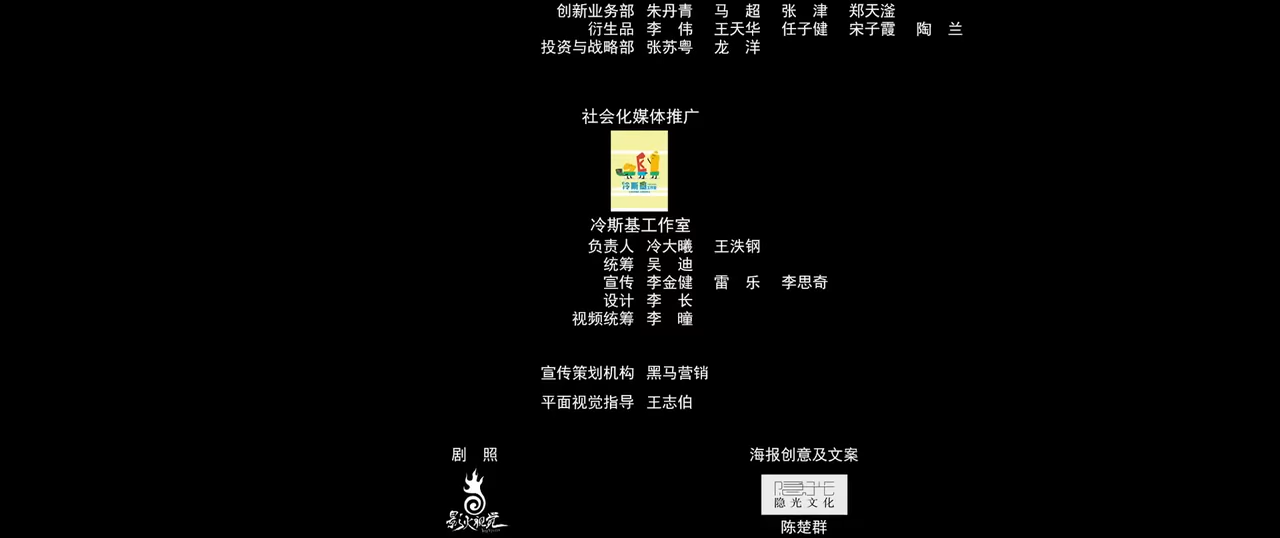 创新业务部 朱丹青 马 超 张 津 郑天滏
衍生品 李 伟 王天华 任子健 宋子霞 陶 兰
投资与战略部 张苏粤 龙 洋
社会化媒体推广
冷斯基工作室
负责人 冷大曦 王泆钢
统筹 吴 迪
宣传 李金健 雷 乐 李思奇
设计 李 长
视频统筹 李 曈
宣传策划机构 黑马营销
平面视觉指导 王志伯
剧 照
海报创意及文案
影火视觉
隐光
隐光文化
陈楚群